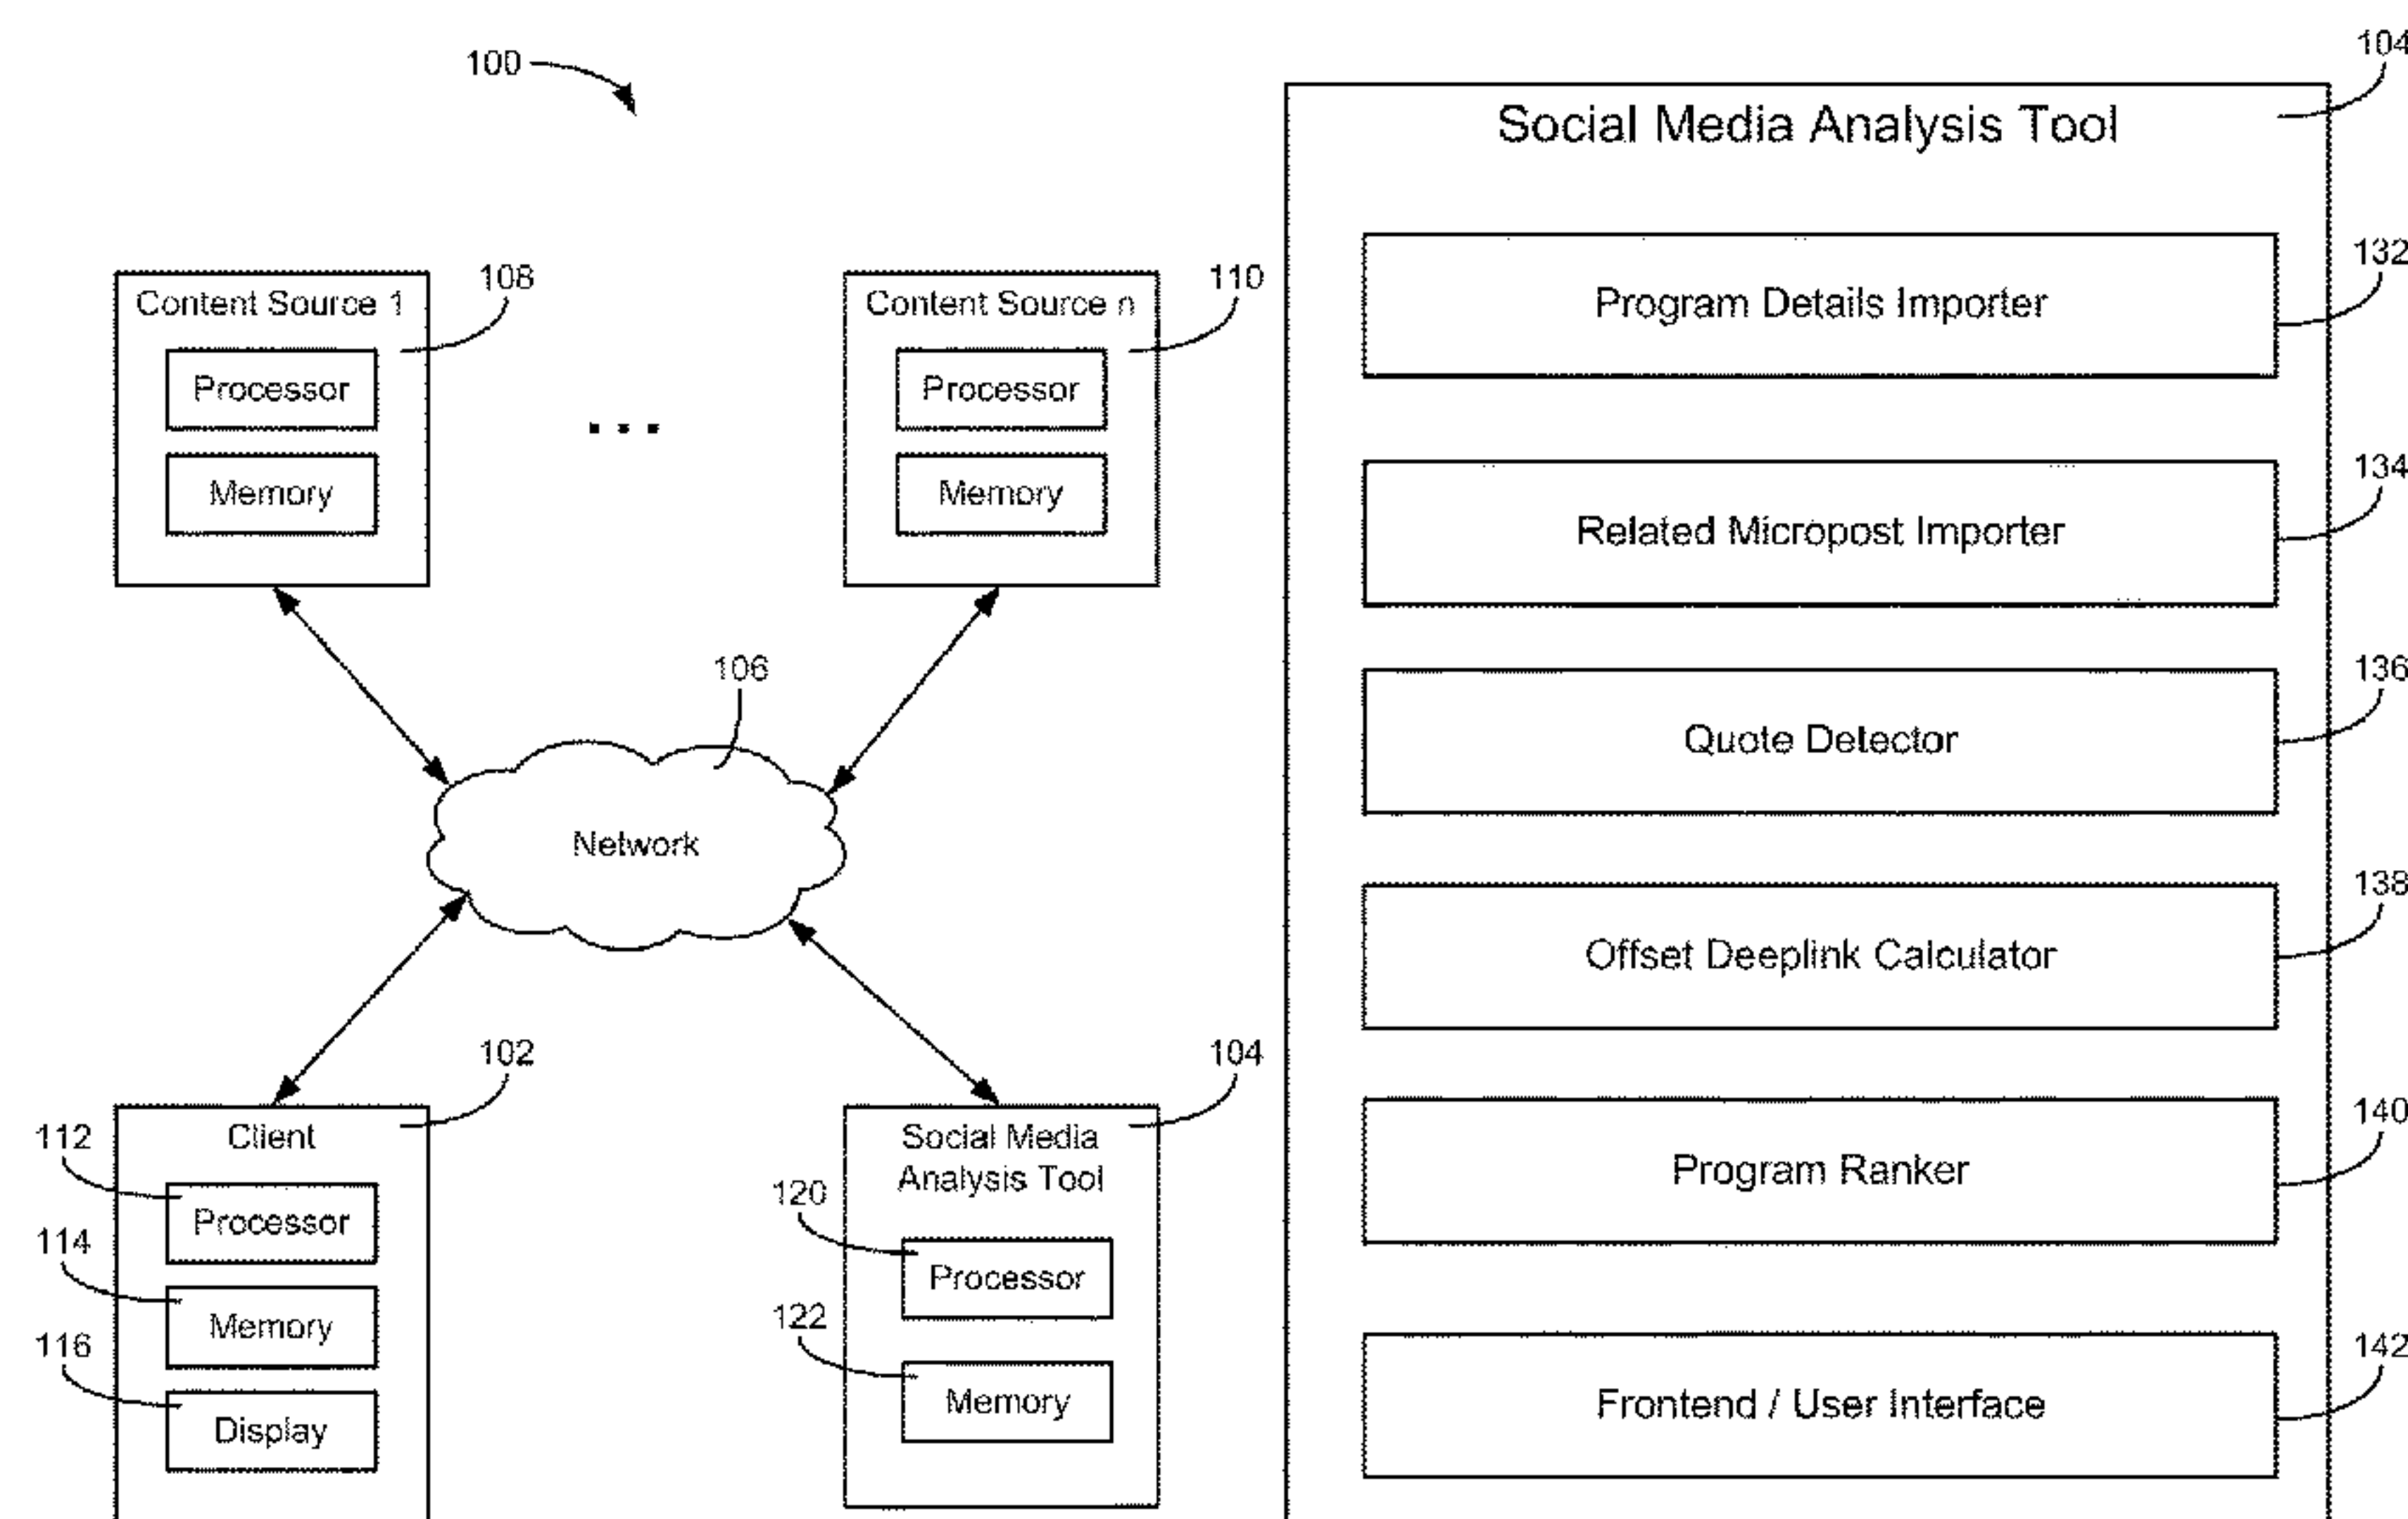 100
Content Source 1
108
Processor
Memory
...
Content Source n
110
Processor
Memory
106
Network
102
Client
112
Processor
114
Memory
116
Display
104
Social Media
Analysis Tool
120
Processor
122
Memory
104
Social Media Analysis Tool
Program Details Importer
132
Related Micropost Importer
134
Quote Detector
136
Offset Deeplink Calculator
138
Program Ranker
140
Frontend / User Interface
142